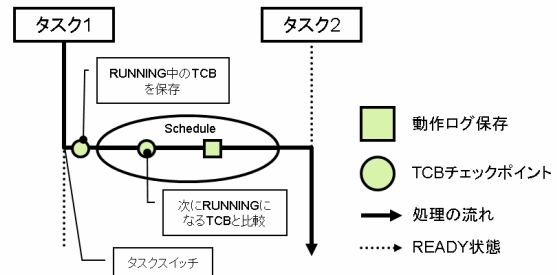 タスク1
タスク2
RUNNING中のTCB
を保存
Schedule
動作ログ保存
TCBチェックポイント
次にRUNNINGに
なるTCBと比較
処理の流れ
タスクスイッチ
READY状態